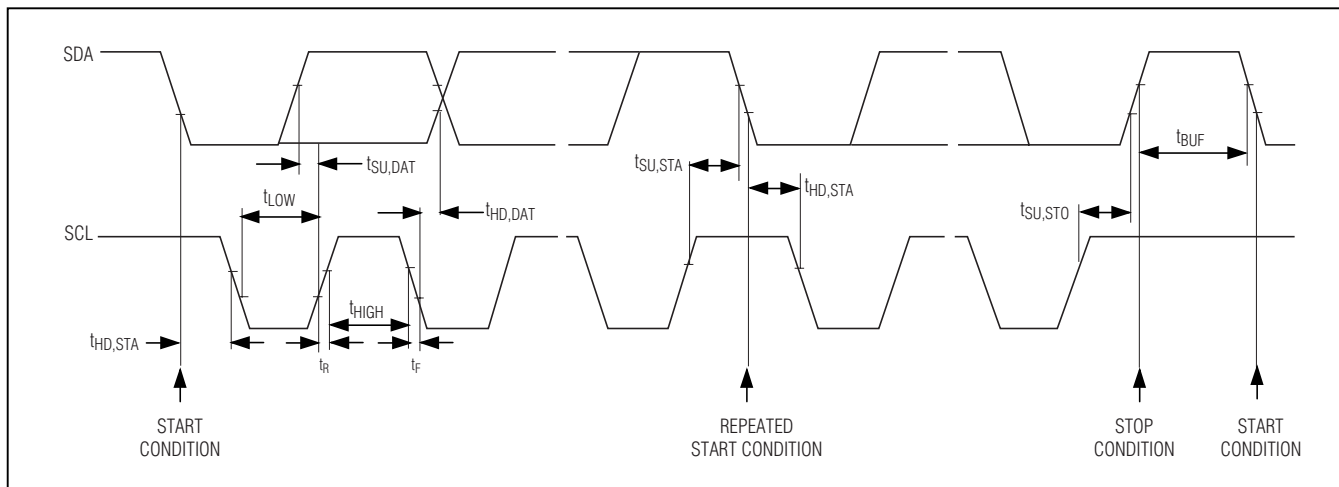 SDA
tSU,DAT
tSU,STA
tBUF
tLOW
tHD,DAT
tHD,STA
tSU,STO
SCL
tHIGH
tHD,STA
tR
tF
START
CONDITION
REPEATED
START CONDITION
STOP
CONDITION
START
CONDITION